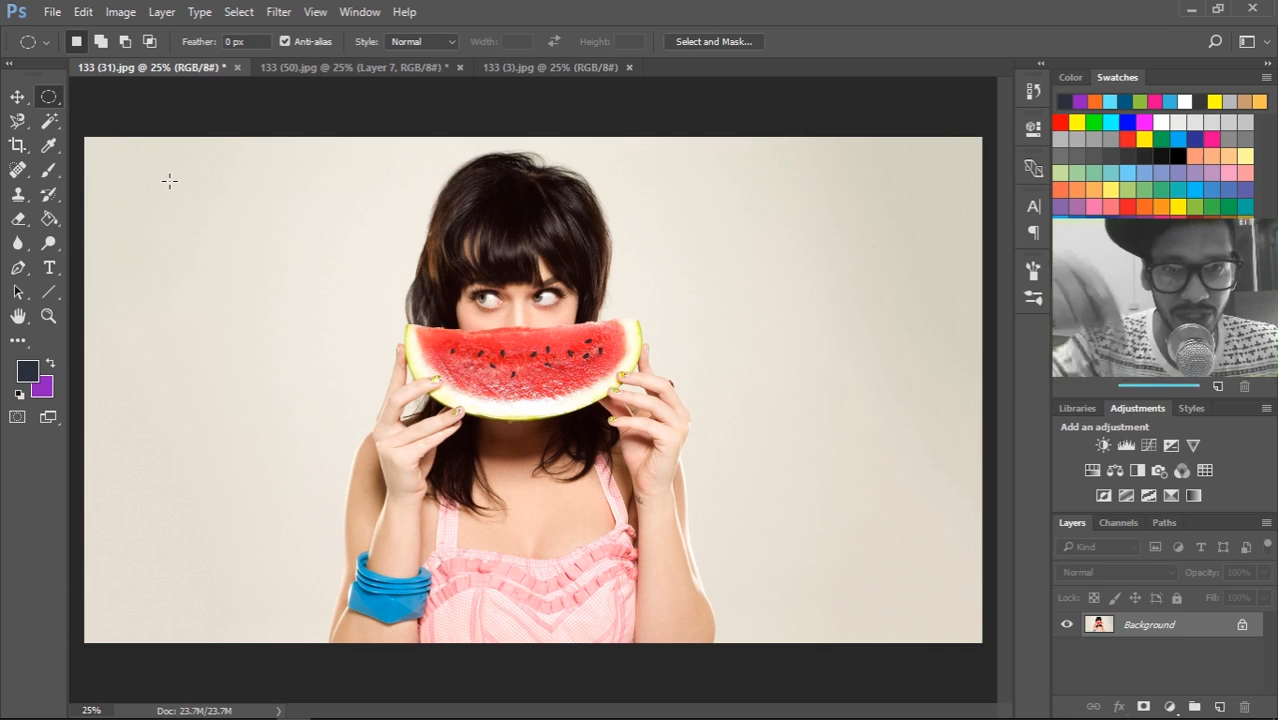 Ps File Edit Image Layer Type Select Filter View Window Help
Feather: 0 px Anti-alias Style: Normal Width: Height: Select and Mask...
133 (31).jpg @ 25% (RGB/8#) * × 133 (50).jpg @ 25% (Layer 7, RGB/8#) * × 133 (3).jpg @ 25% (RGB/8#) ×
Color Swatches
Libraries Adjustments Styles
Add an adjustment
Layers Channels Paths
Kind
Normal Opacity: 100%
Lock: Fill: 100%
Background
25% Doc: 23.7M/23.7M